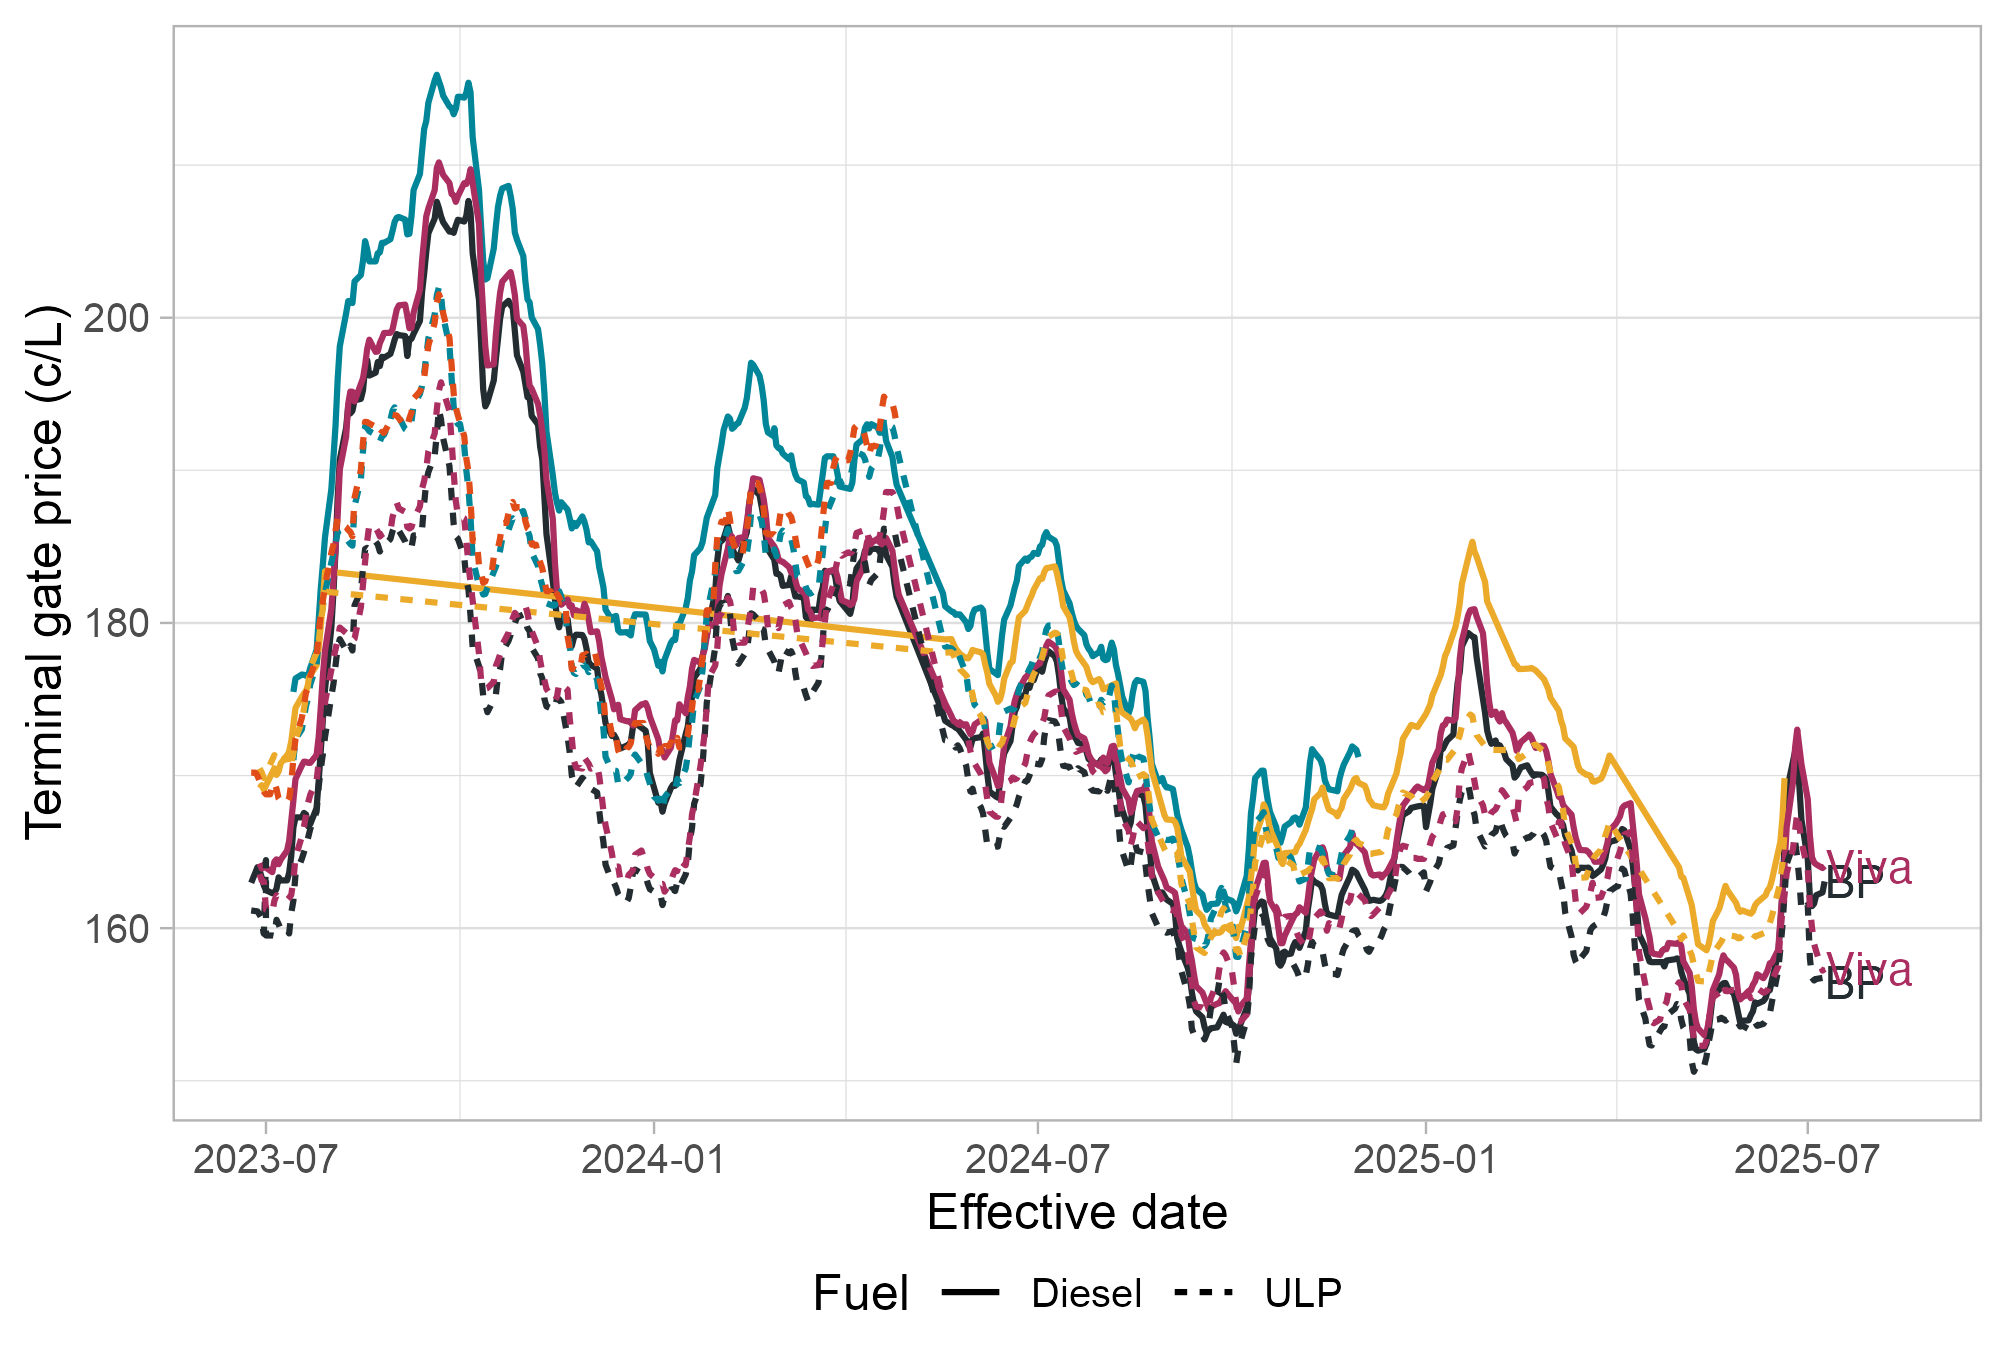 Terminal gate price (c/L)
200
180
160
Viva
BP
Viva
BP
2023-07
2024-01
2024-07
2025-01
2025-07
Effective date
Fuel
Diesel
ULP